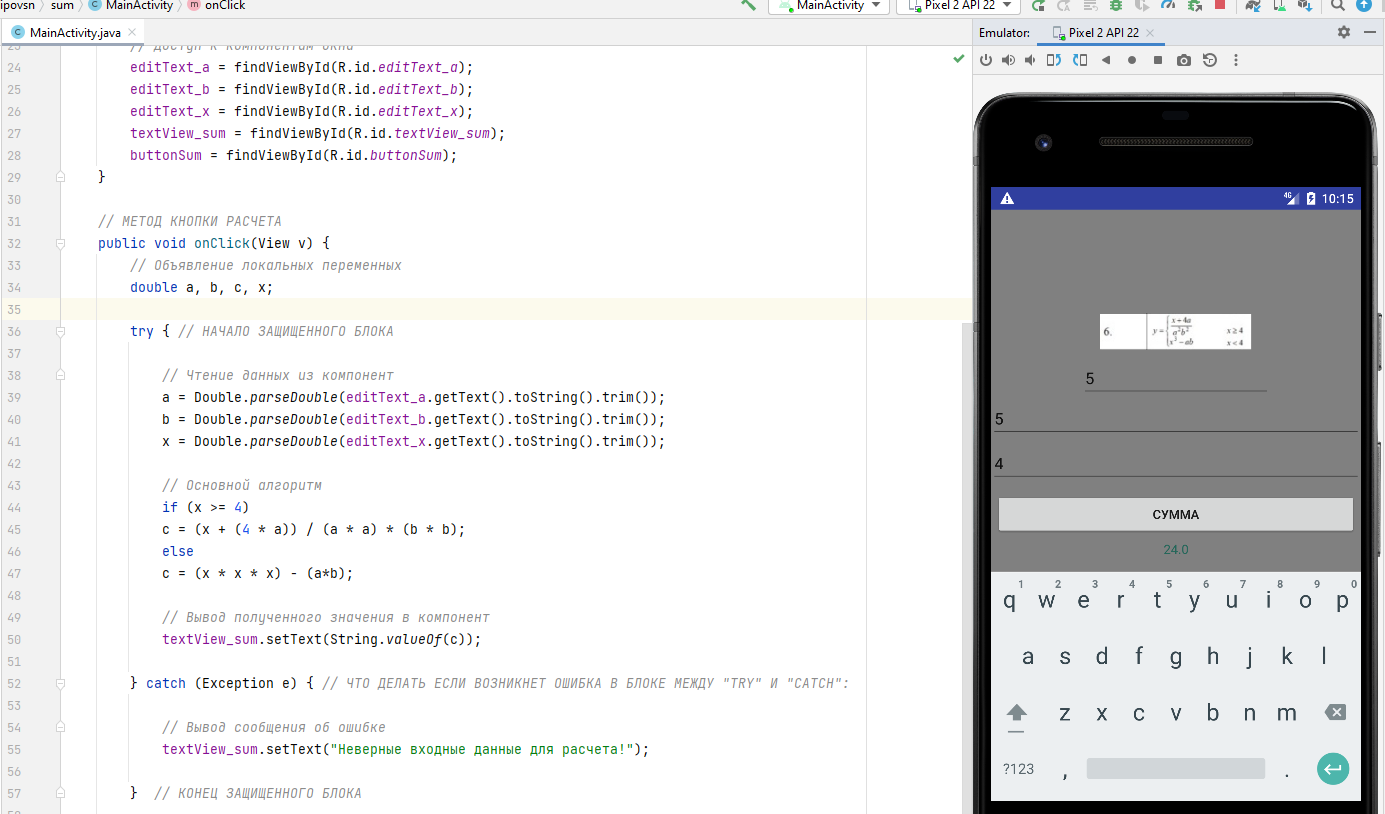 ipovsn sum MainActivity onClick
MainActivity Pixel 2 API 22
MainActivity.java
Emulator: Pixel 2 API 22
23 // Доступ к компонентам окна
24 editText_a = findViewById(R.id.editText_a);
25 editText_b = findViewById(R.id.editText_b);
26 editText_x = findViewById(R.id.editText_x);
27 textView_sum = findViewById(R.id.textView_sum);
28 buttonSum = findViewById(R.id.buttonSum);
29 }
30
31 // МЕТОД КНОПКИ РАСЧЕТА
32 public void onClick(View v) {
33 // Объявление локальных переменных
34 double a, b, c, x;
35
36 try { // НАЧАЛО ЗАЩИЩЕННОГО БЛОКА
37
38 // Чтение данных из компонент
39 a = Double.parseDouble(editText_a.getText().toString().trim());
40 b = Double.parseDouble(editText_b.getText().toString().trim());
41 x = Double.parseDouble(editText_x.getText().toString().trim());
42
43 // Основной алгоритм
44 if (x >= 4)
45 c = (x + (4 * a)) / (a * a) * (b * b);
46 else
47 c = (x * x * x) - (a*b);
48
49 // Вывод полученного значения в компонент
50 textView_sum.setText(String.valueOf(c));
51
52 } catch (Exception e) { // ЧТО ДЕЛАТЬ ЕСЛИ ВОЗНИКНЕТ ОШИБКА В БЛОКЕ МЕЖДУ "TRY" И "CATCH":
53
54 // Вывод сообщения об ошибке
55 textView_sum.setText("Неверные входные данные для расчета!");
56
57 } // КОНЕЦ ЗАЩИЩЕННОГО БЛОКА
4G 10:15
x+4a
6. y= a²b² x≥4
x³-ab x<4
5
5
4
СУММА
24.0
1 2 3 4 5 6 7 8 9 0
q w e r t y u i o p
a s d f g h j k l
z x c v b n m
?123 , .